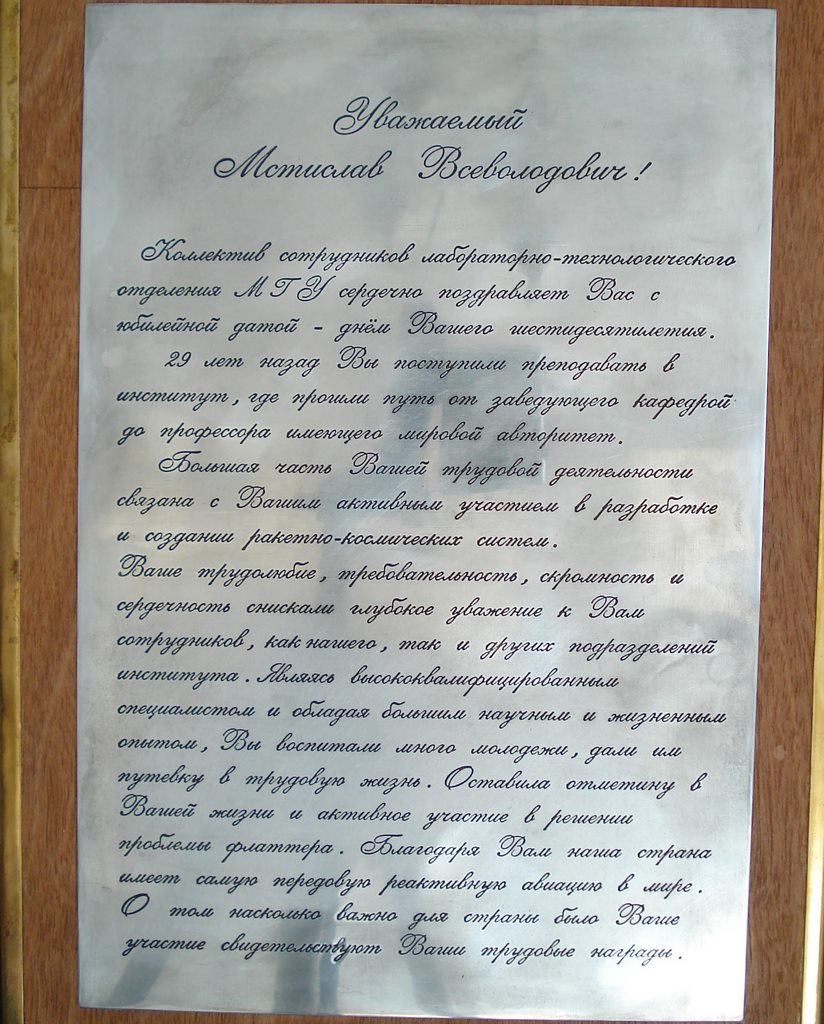 Уважаемый
Мстислав Всеволодович!
Коллектив сотрудников лабораторно-технологического
отделения МГУ сердечно поздравляет Вас с
юбилейной датой - днём Вашего шестидесятилетия.
29 лет назад Вы поступили преподавать в
институт, где прошли путь от заведующего кафедрой
до профессора имеющего мировой авторитет.
Большая часть Вашей трудовой деятельности
связана с Вашим активным участием в разработке
и создании ракетно-космических систем.
Ваше трудолюбие, требовательность, скромность и
сердечность снискали глубокое уважение к Вам
сотрудников, как нашего, так и других подразделений
института. Являясь высококвалифицированным
специалистом и обладая большим научным и жизненным
опытом, Вы воспитали много молодежи, дали им
путевку в трудовую жизнь. Оставила отметину в
Вашей жизни и активное участие в решении
проблемы флаттера. Благодаря Вам наша страна
имеет самую передовую реактивную авиацию в мире.
О том насколько важно для страны было Ваше
участие свидетельствуют Ваши трудовые награды.